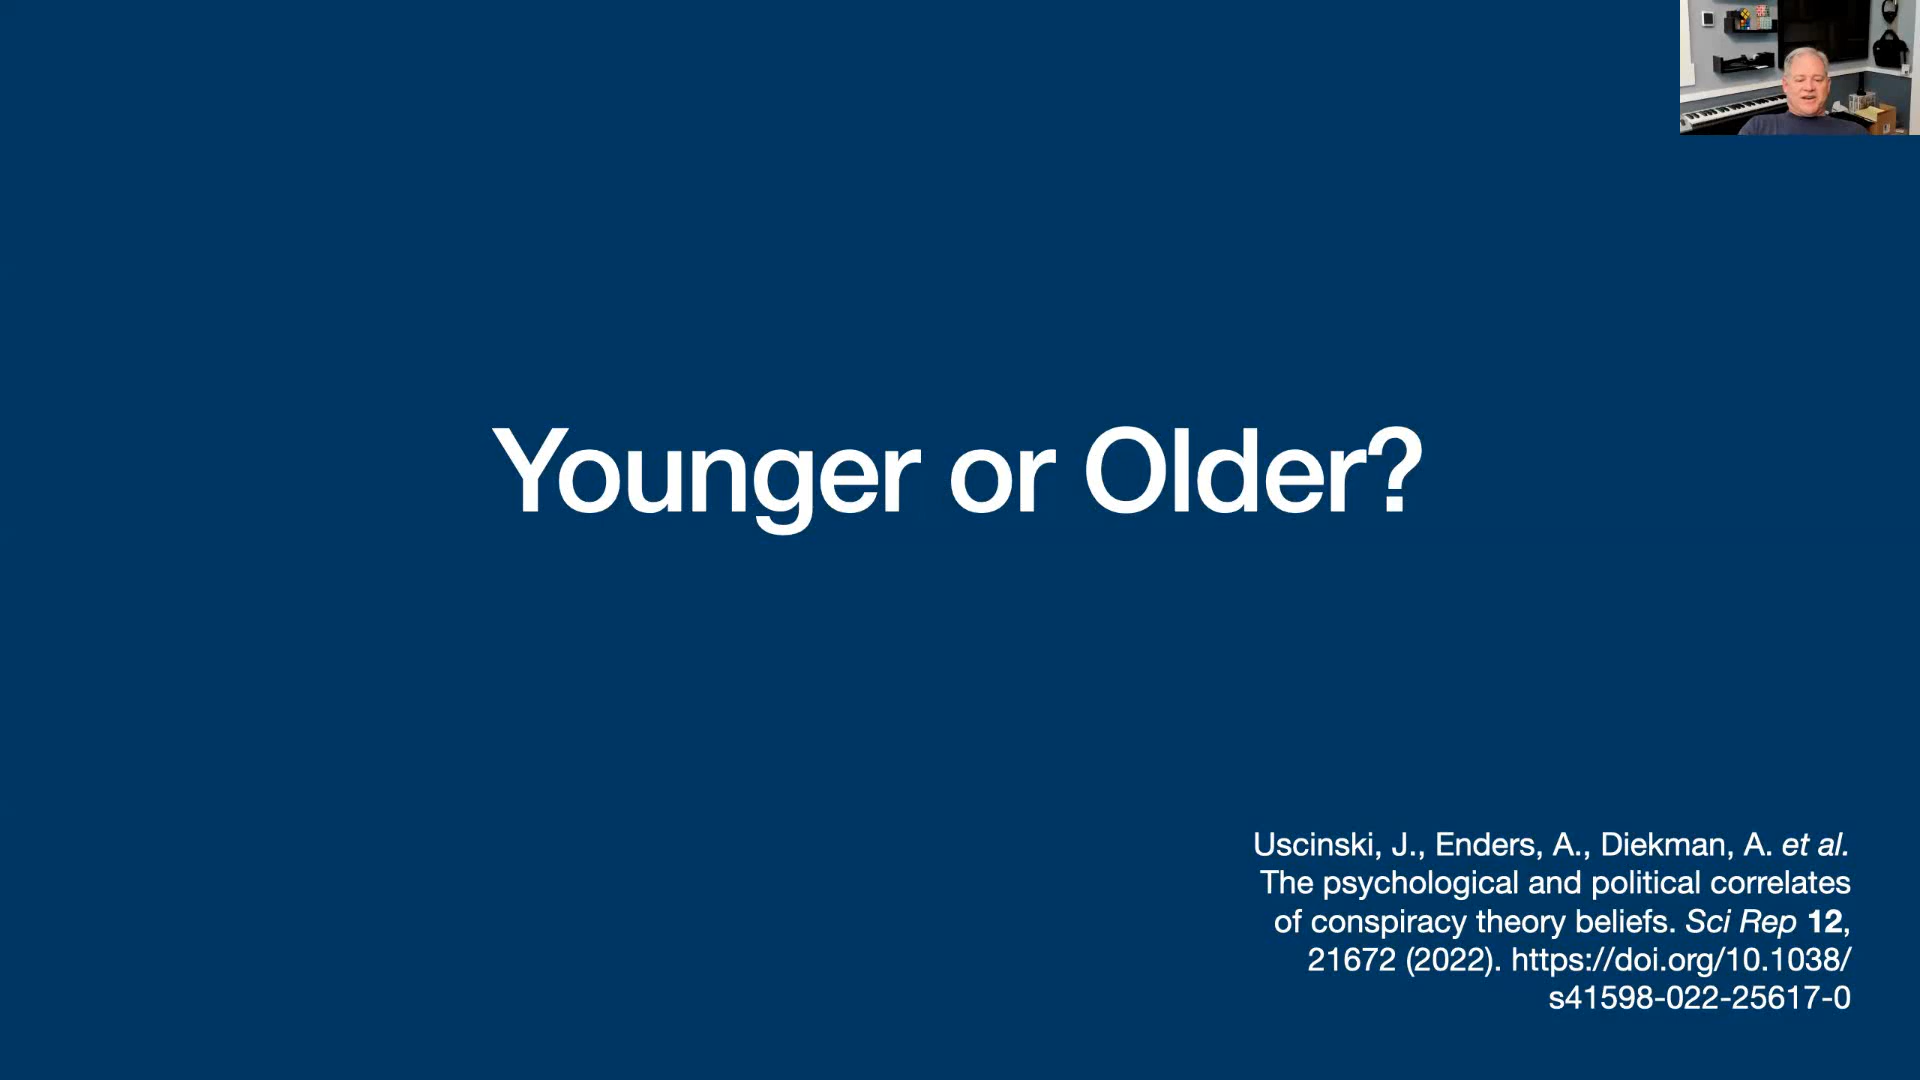 Younger or Older?
Uscinski, J., Enders, A., Diekman, A. et al.
The psychological and political correlates
of conspiracy theory beliefs. Sci Rep 12,
21672 (2022). https://doi.org/10.1038/
s41598-022-25617-0